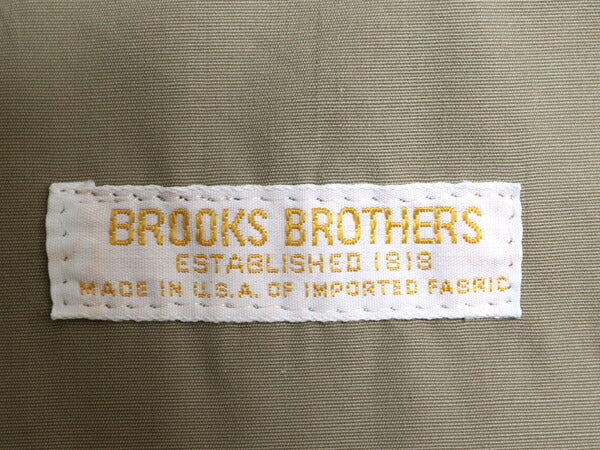 BROOKS BROTHERS
ESTABLISHED 1818
MADE IN U.S.A. OF IMPORTED FABRIC